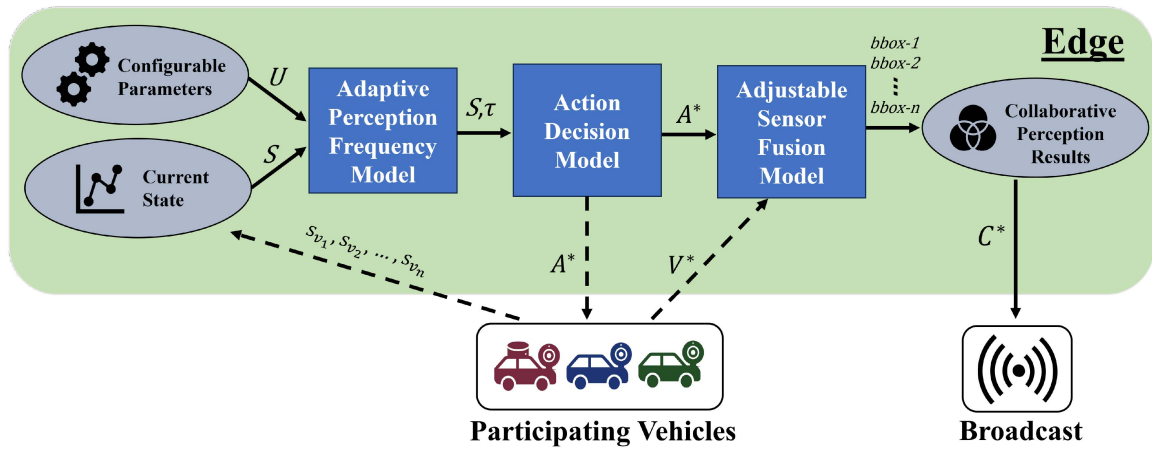 Edge
Configurable
Parameters
U
Current
State
S
Adaptive
Perception
Frequency
Model
S,τ
Action
Decision
Model
A*
Adjustable
Sensor
Fusion
Model
bbox-1
bbox-2
bbox-n
Collaborative
Perception
Results
s_{v_1}, s_{v_2}, ..., s_{v_n}
A*
V*
C*
Participating Vehicles
Broadcast